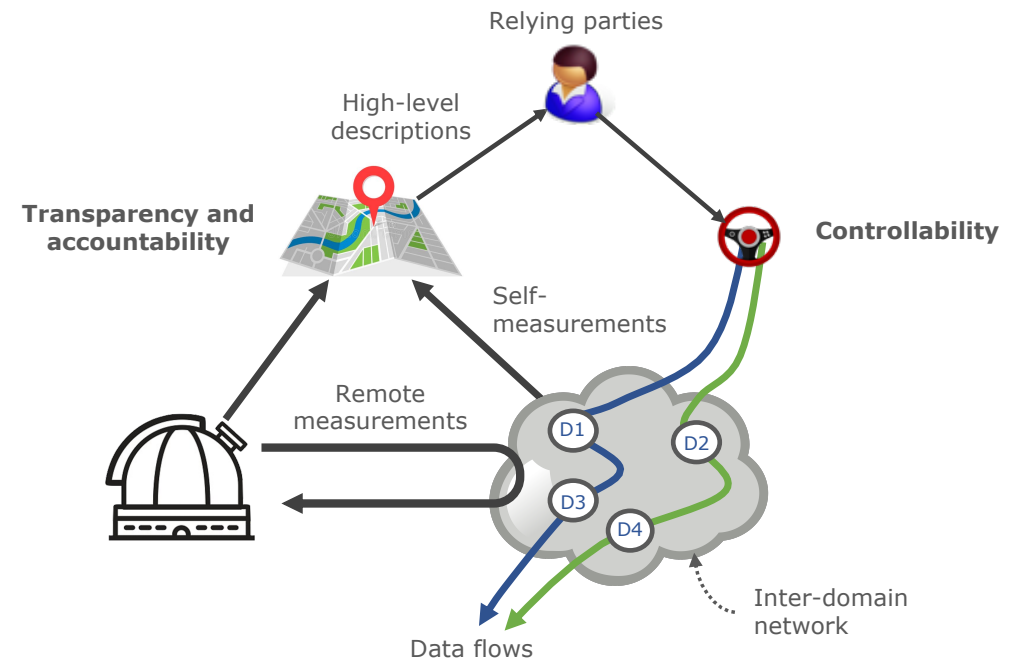 Relying parties
High-level
descriptions
Transparency and
accountability
Controllability
Self-
measurements
Remote
measurements
D1
D2
D3
D4
Inter-domain
network
Data flows